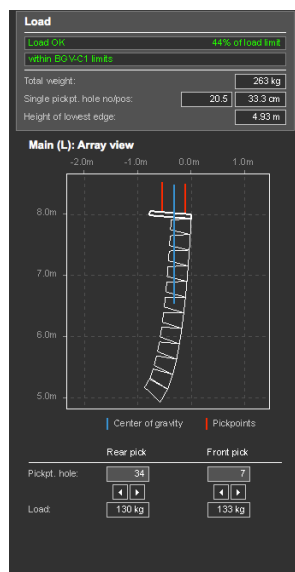 Load
Load OK 44% of load limit
within BGV-C1 limits
Total weight: 263 kg
Single pickpt. hole no/pos: 20.5 33.3 cm
Height of lowest edge: 4.93 m
Main (L): Array view
-2.0m -1.0m 0.0m 1.0m
8.0m
7.0m
6.0m
5.0m
Center of gravity Pickpoints
Rear pick Front pick
Pickpt. hole: 34 7
Load: 130 kg 133 kg